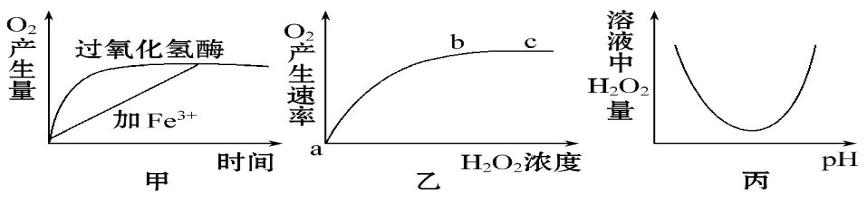 O₂
产
生
量
过氧化氢酶
加 Fe³⁺
时间
甲
O₂
产
生
速
率
a
b
c
H₂O₂浓度
乙
溶
液
中
H₂O₂
量
pH
丙